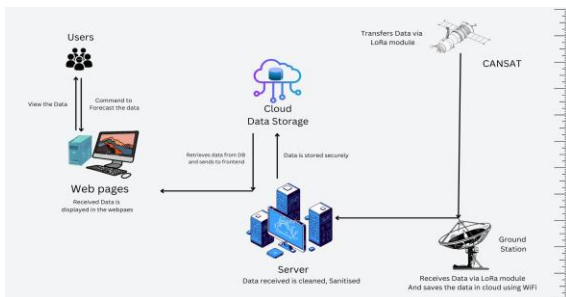 Users
View the Data
Command to
Forecast the data
Web pages
Received Data is
displayed in the webpaes
Cloud
Data Storage
Retrieves data from DB
and sends to frontend
Data is stored securely
Server
Data received is cleaned, Sanitised
Transfers Data via
LoRa module
CANSAT
Ground
Station
Receives Data via LoRa module
And saves the data in cloud using WiFi